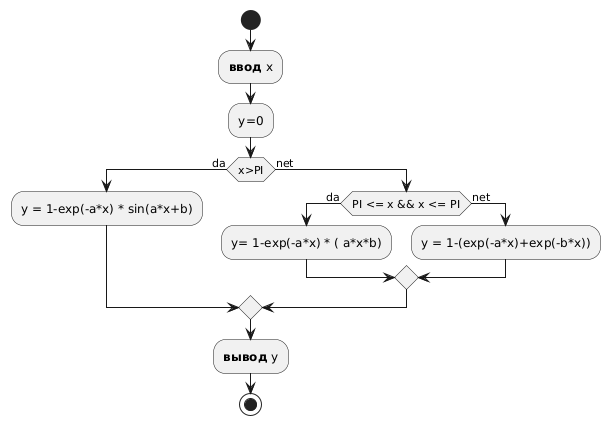 ввод x
y=0
x>PI
da
net
y = 1-exp(-a*x) * sin(a*x+b)
PI <= x && x <= PI
da
net
y= 1-exp(-a*x) * ( a*x*b)
y = 1-(exp(-a*x)+exp(-b*x))
вывод y